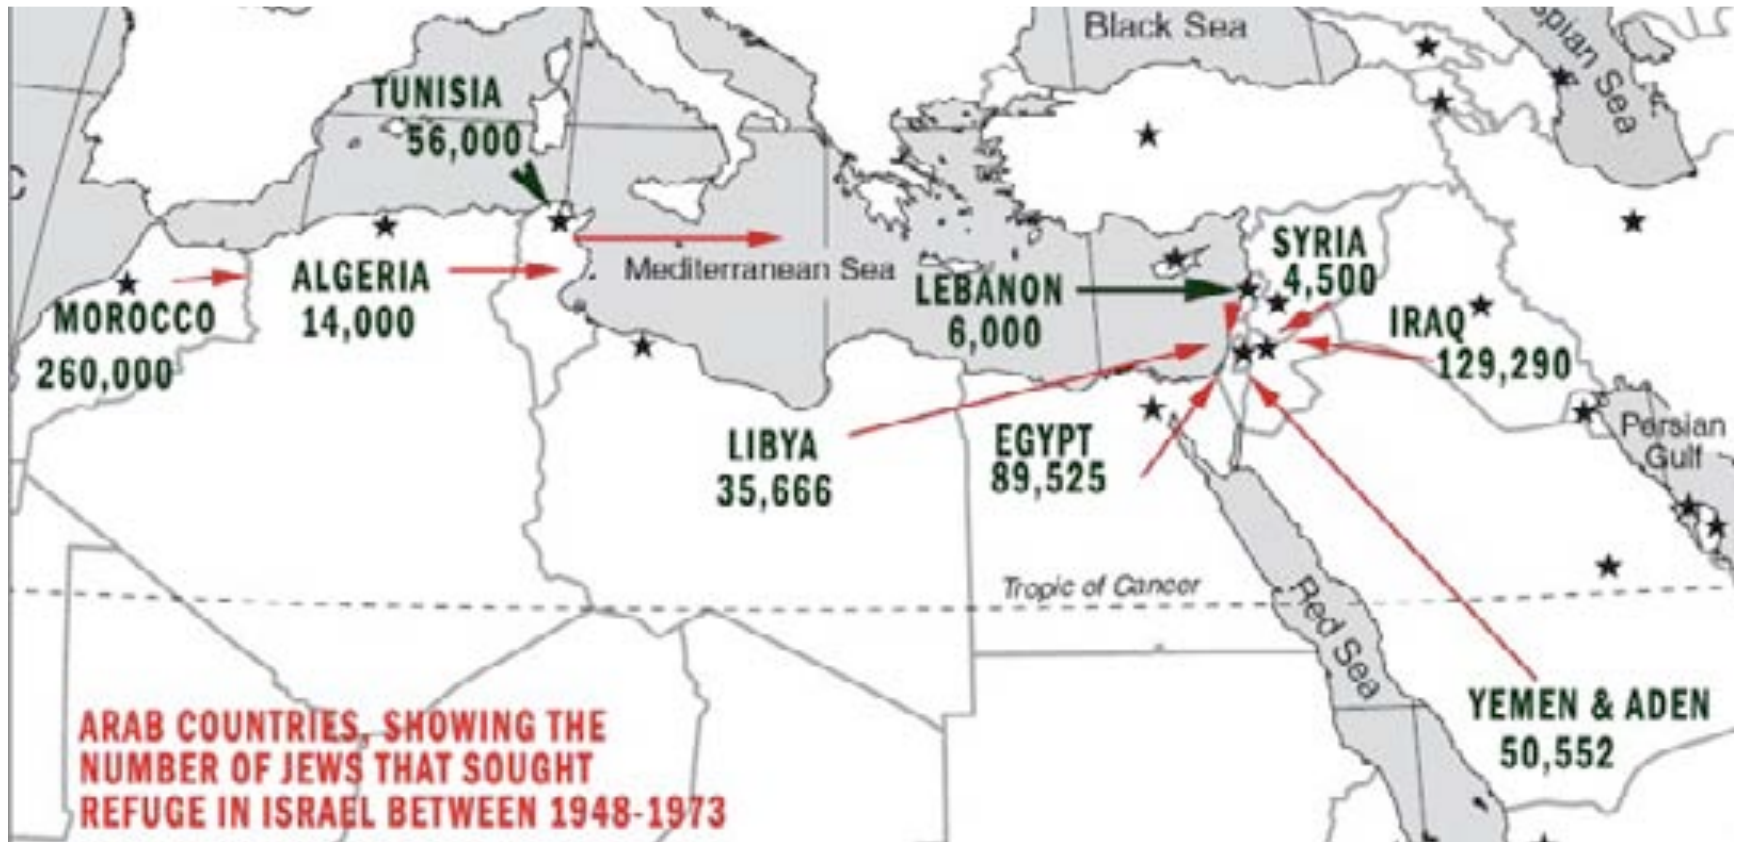 Black Sea
spian Sea
TUNISIA
56,000
C
SYRIA
4,500
Mediterranean Sea
ALGERIA
14,000
LEBANON
6,000
MOROCCO
260,000
IRAQ
129,290
Persian
Gulf
LIBYA
35,666
EGYPT
89,525
Tropic of Cancer
Red Sea
YEMEN & ADEN
50,552
ARAB COUNTRIES, SHOWING THE
NUMBER OF JEWS THAT SOUGHT
REFUGE IN ISRAEL BETWEEN 1948-1973